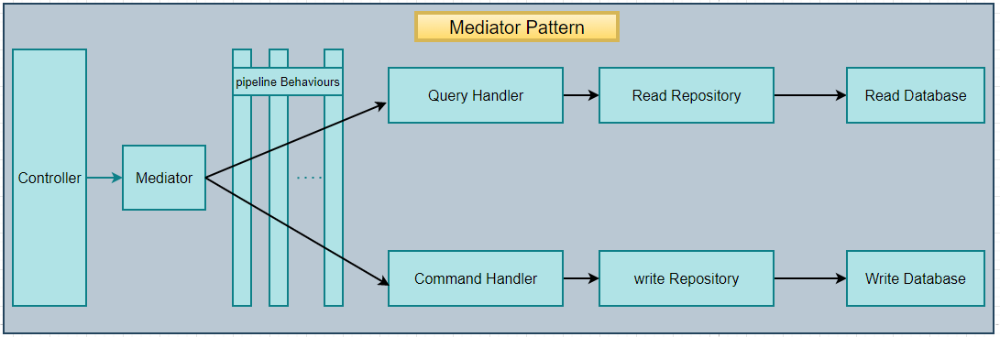 Mediator Pattern
pipeline Behaviours
Controller
Mediator
. . . .
Query Handler
Read Repository
Read Database
Command Handler
write Repository
Write Database